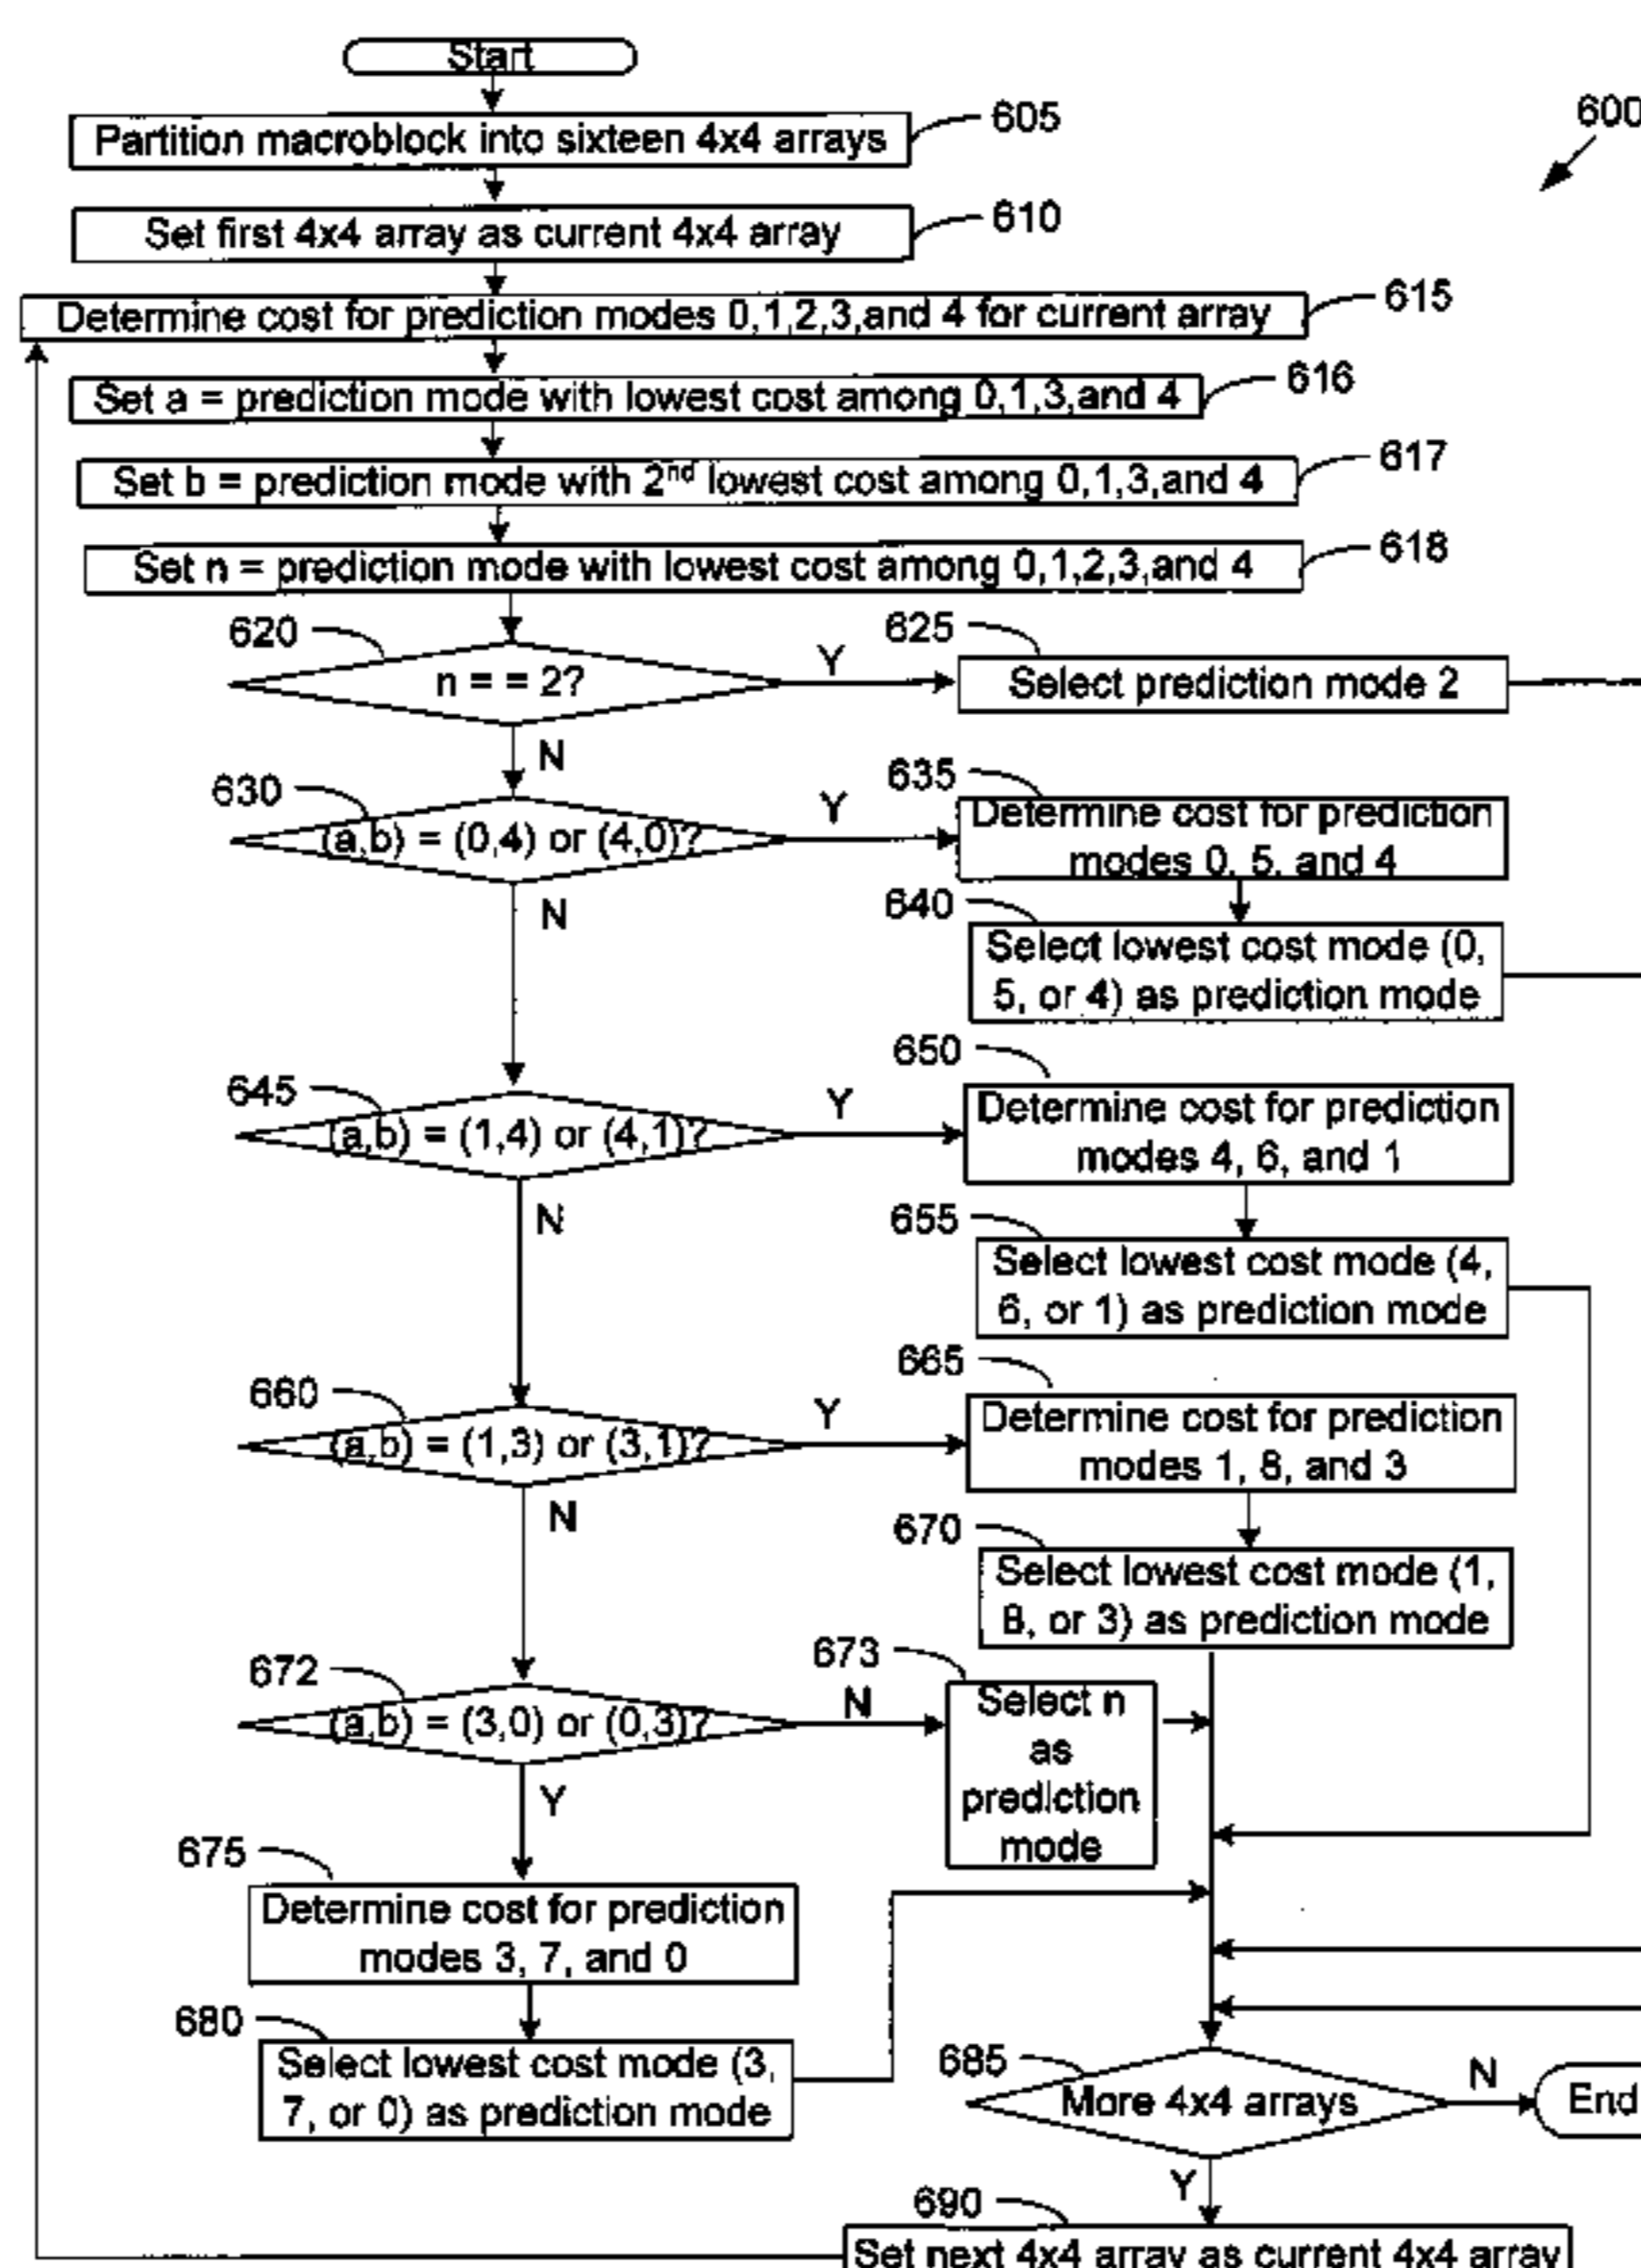 Start
Partition macroblock into sixteen 4x4 arrays
605
600
Set first 4x4 array as current 4x4 array
610
Determine cost for prediction modes 0,1,2,3,and 4 for current array
615
Set a = prediction mode with lowest cost among 0,1,3,and 4
616
Set b = prediction mode with 2nd lowest cost among 0,1,3,and 4
617
Set n = prediction mode with lowest cost among 0,1,2,3,and 4
618
620
n = = 2?
Y
625
Select prediction mode 2
N
630
(a,b) = (0,4) or (4,0)?
Y
635
Determine cost for prediction
modes 0, 5, and 4
N
640
Select lowest cost mode (0,
5, or 4) as prediction mode
645
(a,b) = (1,4) or (4,1)?
Y
650
Determine cost for prediction
modes 4, 6, and 1
N
655
Select lowest cost mode (4,
6, or 1) as prediction mode
660
(a,b) = (1,3) or (3,1)?
Y
665
Determine cost for prediction
modes 1, 8, and 3
N
670
Select lowest cost mode (1,
8, or 3) as prediction mode
672
(a,b) = (3,0) or (0,3)?
N
673
Select n
as
prediction
mode
Y
675
Determine cost for prediction
modes 3, 7, and 0
680
Select lowest cost mode (3,
7, or 0) as prediction mode
685
More 4x4 arrays
N
End
Y
690
Set next 4x4 array as current 4x4 array